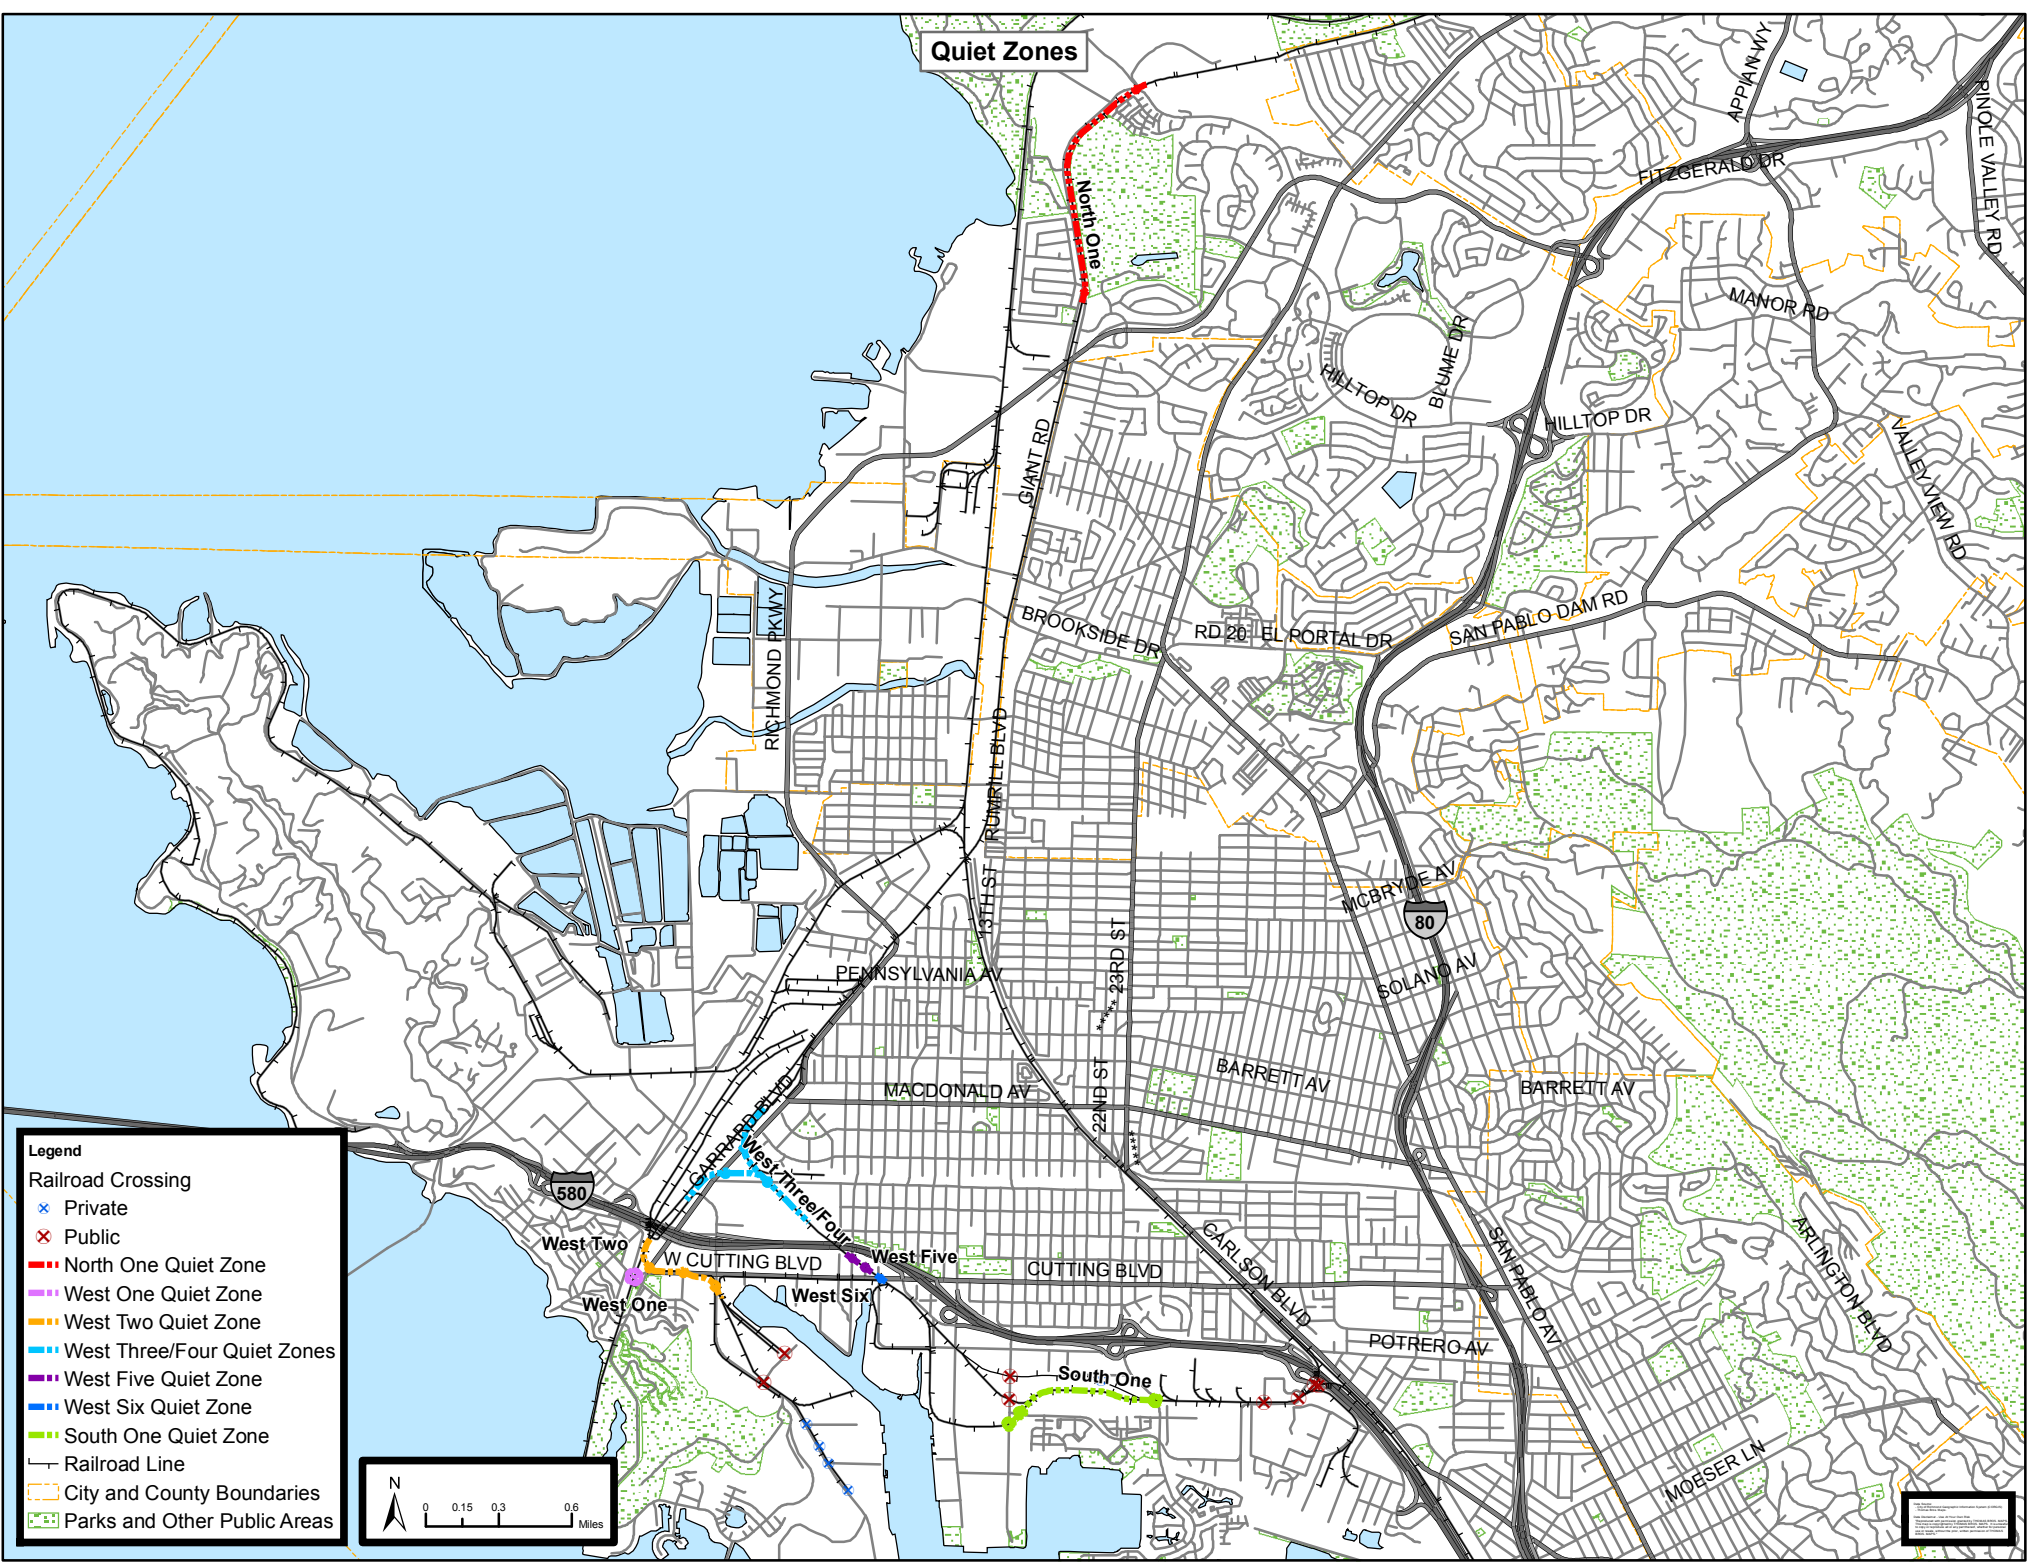 Quiet Zones
APPIAN WY
PINOLE VALLEY RD
FITZGERALD DR
North One
MANOR RD
BLUME DR
HILLTOP DR
HILLTOP DR
VALLEY VIEW RD
GIANT RD
RICHMOND PKWY
BROOKSIDE DR
RD 20
EL PORTAL DR
SAN PABLO DAM RD
RUMRILL BLVD
13TH ST
MCBRYDE AV
80
SOLANO AV
PENNSYLVANIA AV
23RD ST
*****
22ND ST
*****
MACDONALD AV
BARRETT AV
BARRETT AV
GARRARD BLVD
West Three/Four
580
West Two
W CUTTING BLVD
West Five
CUTTING BLVD
West Six
West One
CARLSON BLVD
SAN PABLO AV
ARLINGTON BLVD
POTRERO AV
South One
MOESER LN
Legend
Railroad Crossing
Private
Public
North One Quiet Zone
West One Quiet Zone
West Two Quiet Zone
West Three/Four Quiet Zones
West Five Quiet Zone
West Six Quiet Zone
South One Quiet Zone
Railroad Line
City and County Boundaries
Parks and Other Public Areas
N
0 0.15 0.3 0.6
Miles